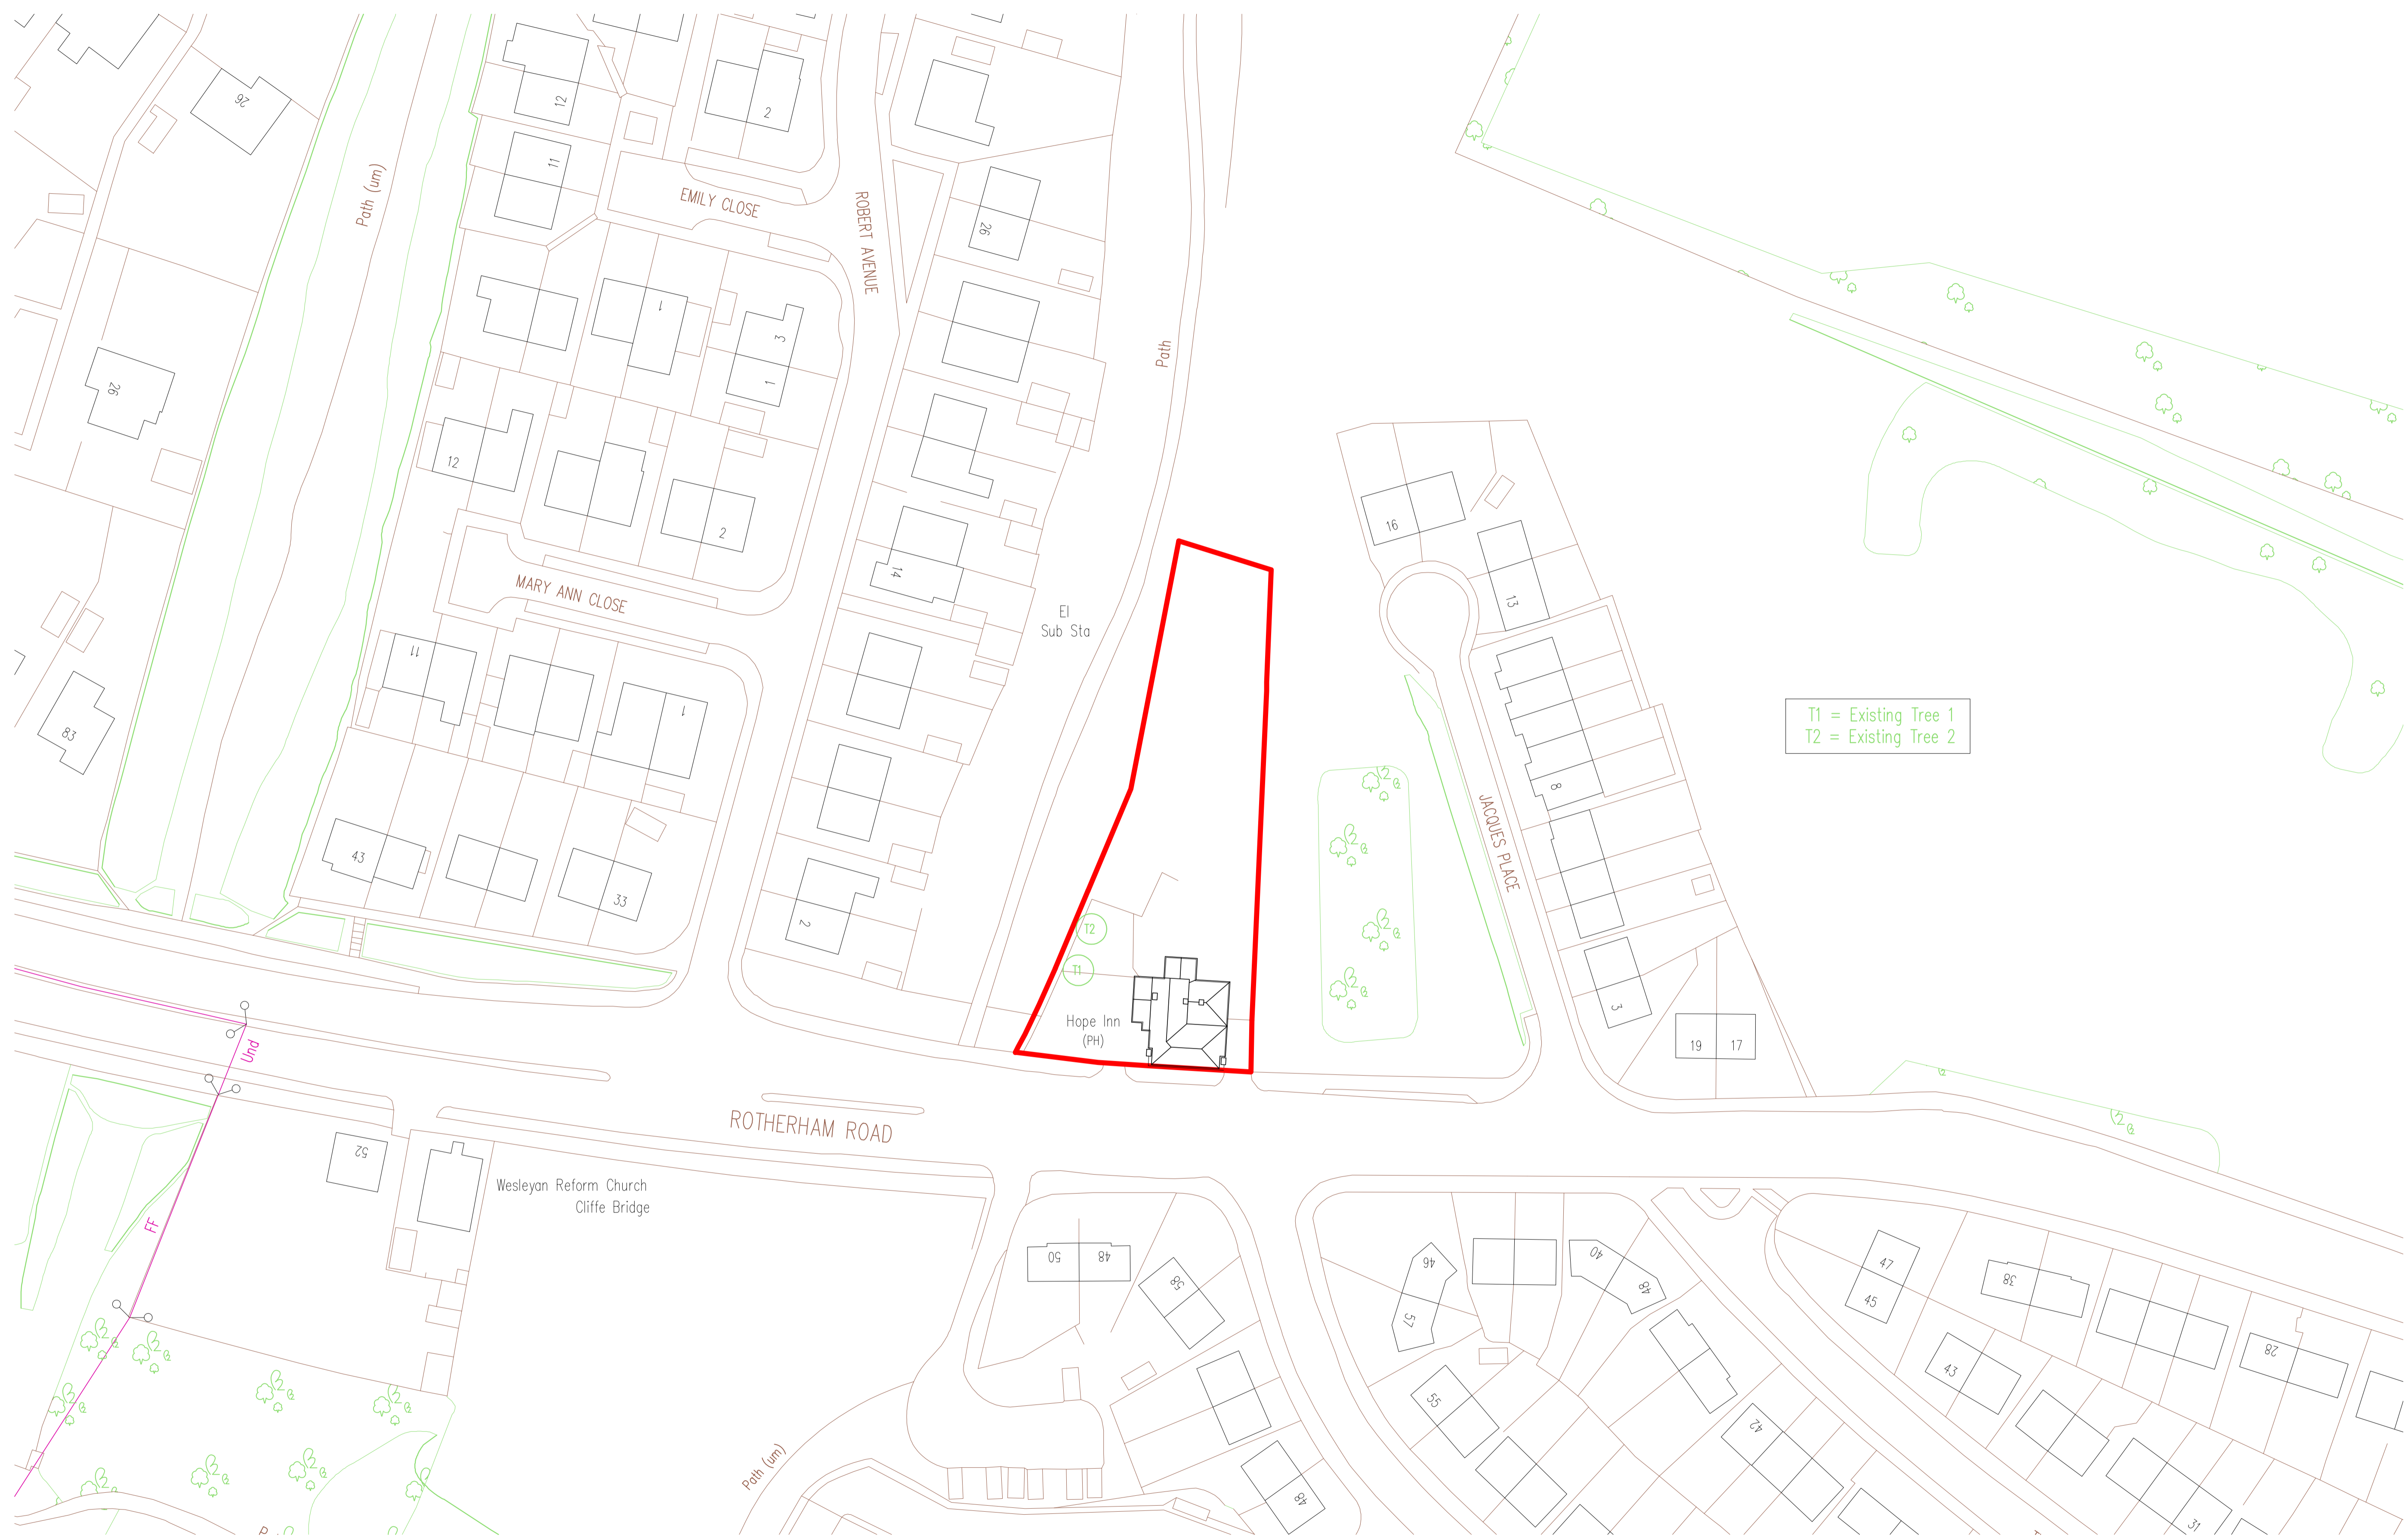 26
12
2
11
Path (um)
EMILY CLOSE
ROBERT AVENUE
26
1
3
1
Path
26
12
2
16
14
MARY ANN CLOSE
El
Sub Sta
13
11
1
83
T1 = Existing Tree 1
T2 = Existing Tree 2
8
JACQUES PLACE
43
33
2
T2
T1
Hope Inn
(PH)
3
19
17
Und
ROTHERHAM ROAD
52
Wesleyan Reform Church
Cliffe Bridge
FF
50
48
58
46
40
48
57
47
45
38
43
28
55
42
Path (um)
48
31